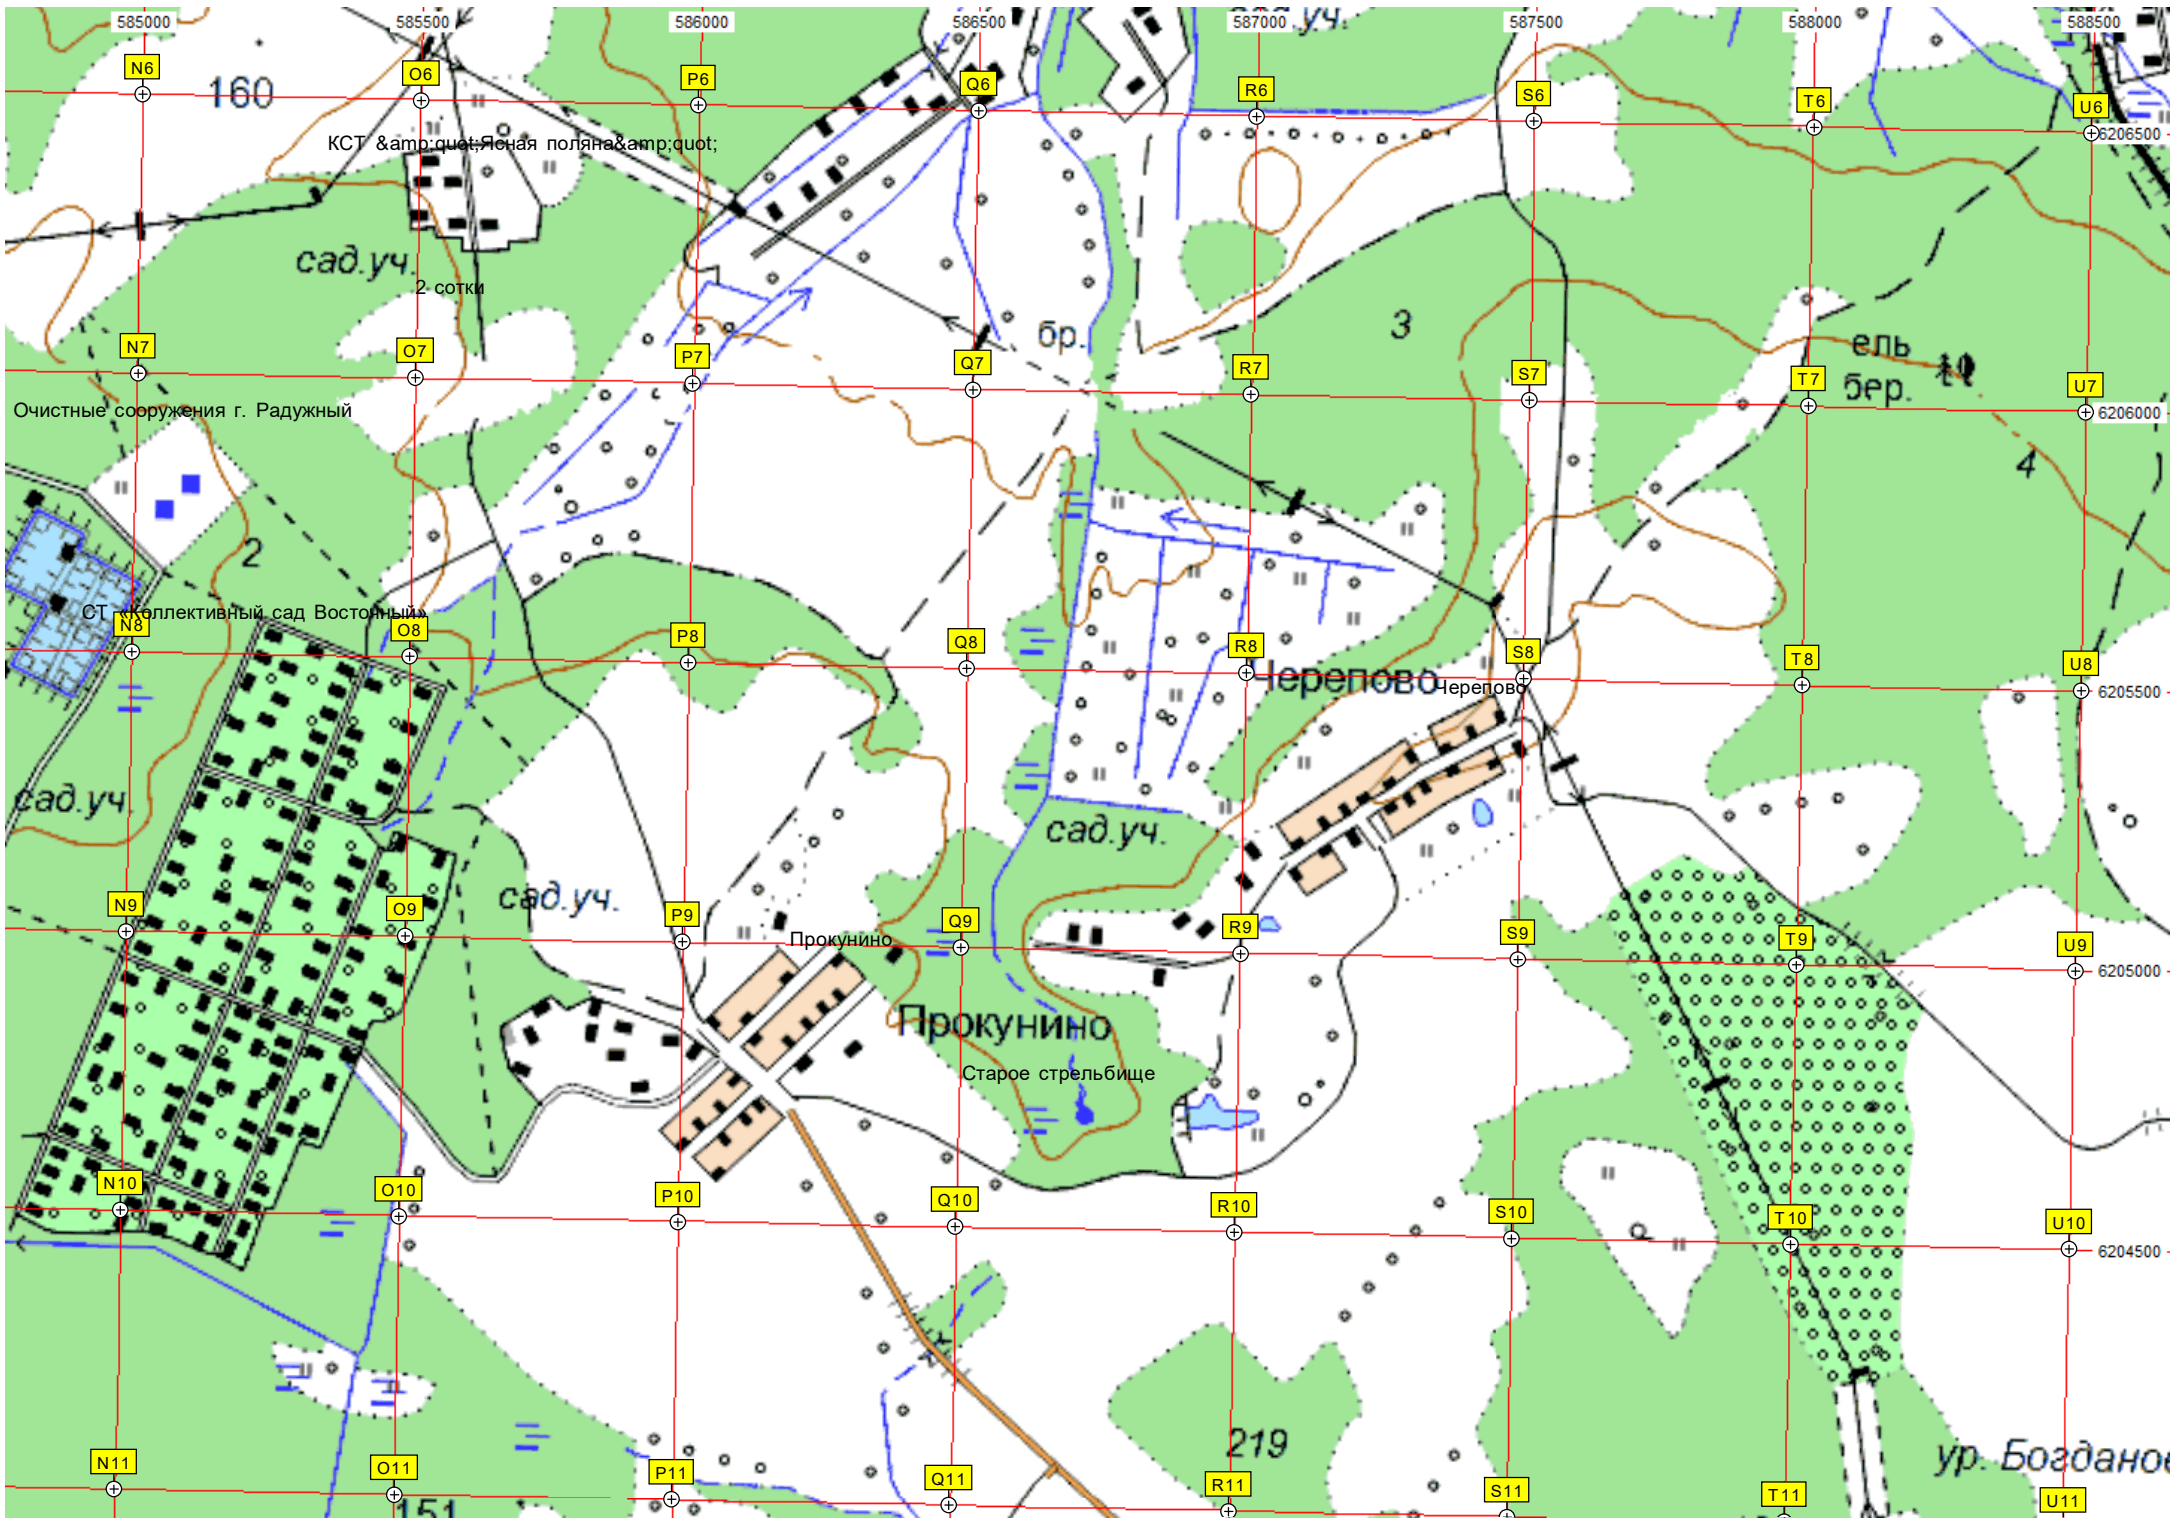 585000 585500 586000 586500 587000 587500 588000 588500
сад.уч.
N6 O6 P6 Q6 R6 S6 T6 U6
160
6206500
КСТ &amp;quot;Ясная поляна&amp;quot;
сад.уч.
2 сотки
бр.
3
ель
бер.
N7 O7 P7 Q7 R7 S7 T7 U7
6206000
Очистные сооружения г. Радужный
4
2
СТ «Коллективный сад Восточный»
N8 O8 P8 Q8 R8 S8 T8 U8
Черепово
Черепово
6205500
сад.уч.
сад.уч.
сад.уч.
N9 O9 P9 Q9 R9 S9 T9 U9
Прокунино
6205000
Прокунино
Старое стрельбище
N10 O10 P10 Q10 R10 S10 T10 U10
6204500
219
ур. Богданов
N11 O11 P11 Q11 R11 S11 T11 U11
151